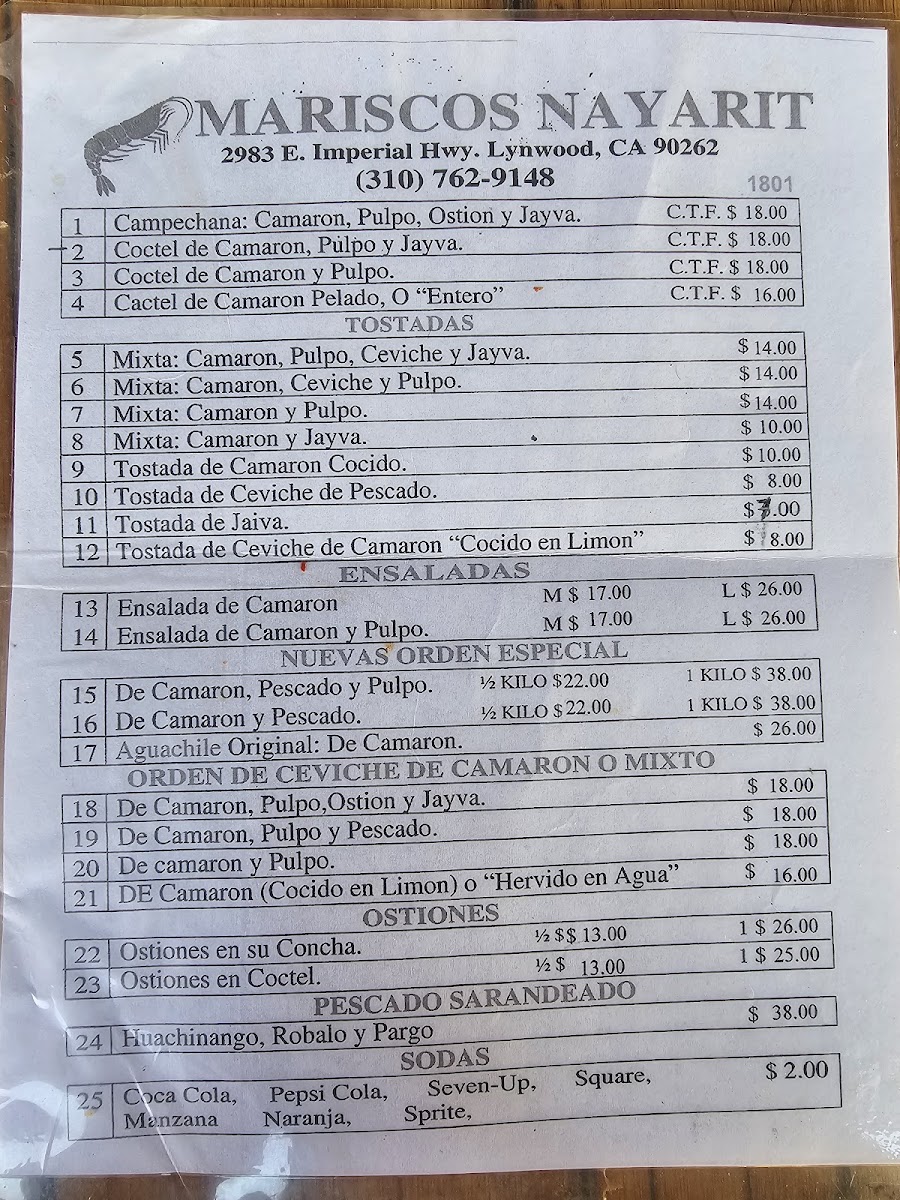 MARISCOS NAYARIT
2983 E. Imperial Hwy. Lynwood, CA 90262
(310) 762-9148
1801
1 Campechana: Camaron, Pulpo, Ostion y Jayva. C.T.F. $ 18.00
2 Coctel de Camaron, Pulpo y Jayva. C.T.F. $ 18.00
3 Coctel de Camaron y Pulpo. C.T.F. $ 18.00
4 Cactel de Camaron Pelado, O “Entero” C.T.F. $ 16.00
TOSTADAS
5 Mixta: Camaron, Pulpo, Ceviche y Jayva. $ 14.00
6 Mixta: Camaron, Ceviche y Pulpo. $ 14.00
7 Mixta: Camaron y Pulpo. $ 14.00
8 Mixta: Camaron y Jayva. $ 10.00
9 Tostada de Camaron Cocido. $ 10.00
10 Tostada de Ceviche de Pescado. $ 8.00
11 Tostada de Jaiva. $ 7.00
12 Tostada de Ceviche de Camaron “Cocido en Limon” $ 8.00
ENSALADAS
13 Ensalada de Camaron M $ 17.00 L $ 26.00
14 Ensalada de Camaron y Pulpo. M $ 17.00 L $ 26.00
NUEVAS ORDEN ESPECIAL
15 De Camaron, Pescado y Pulpo. ½ KILO $22.00 1 KILO $ 38.00
16 De Camaron y Pescado. ½ KILO $22.00 1 KILO $ 38.00
17 Aguachile Original: De Camaron. $ 26.00
ORDEN DE CEVICHE DE CAMARON O MIXTO
18 De Camaron, Pulpo,Ostion y Jayva. $ 18.00
19 De Camaron, Pulpo y Pescado. $ 18.00
20 De camaron y Pulpo. $ 18.00
21 DE Camaron (Cocido en Limon) o “Hervido en Agua” $ 16.00
OSTIONES
22 Ostiones en su Concha. ½ $$ 13.00 1 $ 26.00
23 Ostiones en Coctel. ½ $ 13.00 1 $ 25.00
PESCADO SARANDEADO
24 Huachinango, Robalo y Pargo $ 38.00
SODAS
25 Coca Cola, Pepsi Cola, Seven-Up, Square, $ 2.00
Manzana Naranja, Sprite,